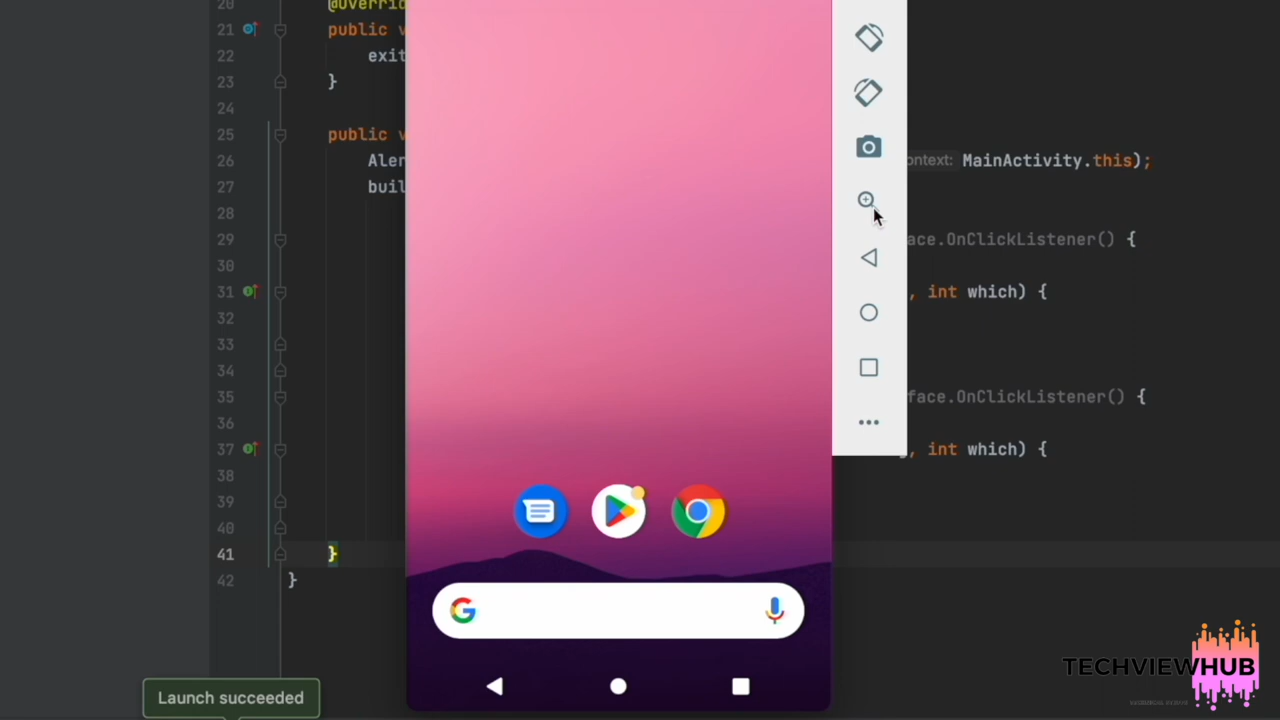 20 @Overrid
21 public v
22 exit
23 }
24
25 public v
26 Aler ontext: MainActivity.this);
27 buil
28
29 ace.OnClickListener() {
30
31 , int which) {
32
33
34
35 face.OnClickListener() {
36
37 , int which) {
38
39
40
41 }
42 }
Launch succeeded
TECHVIEWHUB